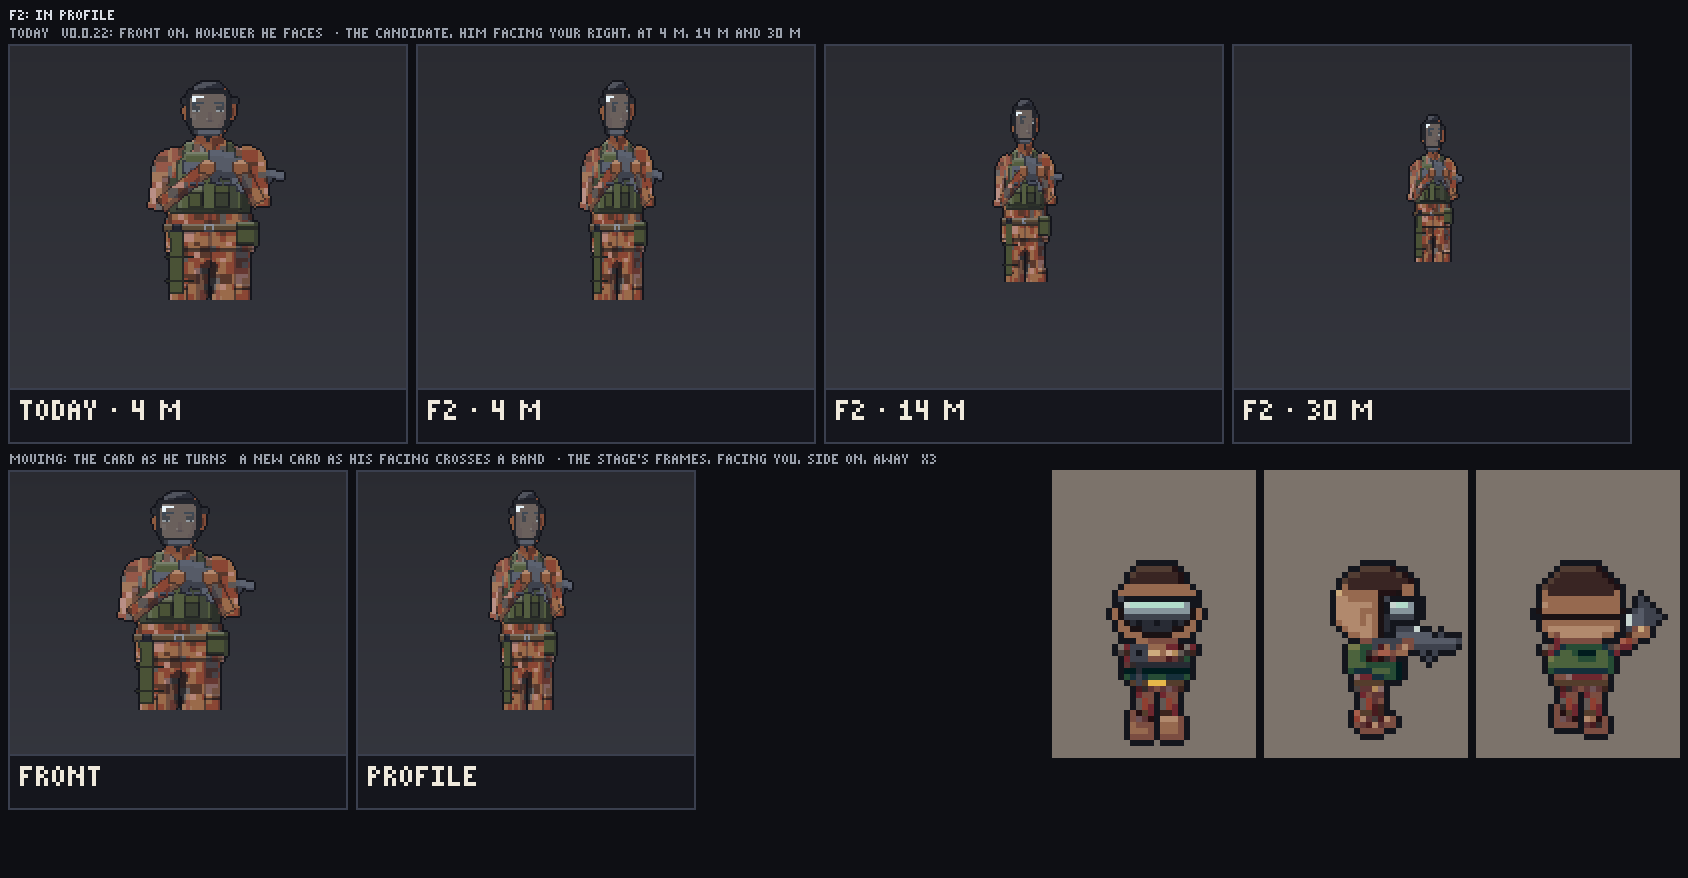 F2: IN PROFILE
TODAY V0.0.22: FRONT ON, HOWEVER HE FACES · THE CANDIDATE, HIM FACING YOUR RIGHT, AT 4 M, 14 M AND 30 M
TODAY · 4 M
F2 · 4 M
F2 · 14 M
F2 · 30 M
MOVING: THE CARD AS HE TURNS A NEW CARD AS HIS FACING CROSSES A BAND · THE STAGE'S FRAMES, FACING YOU, SIDE ON, AWAY X3
FRONT
PROFILE